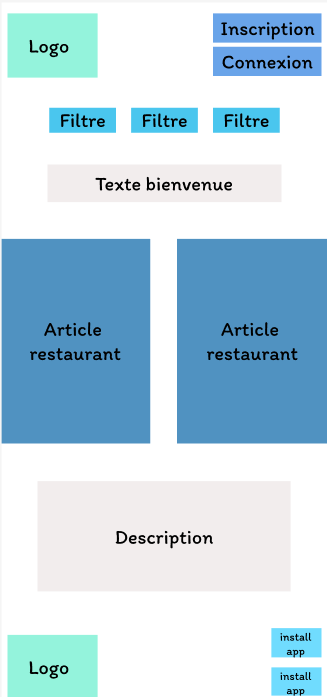 Logo
Inscription
Connexion
Filtre Filtre Filtre
Texte bienvenue
Article
restaurant
Article
restaurant
Description
Logo
install
app
install
app